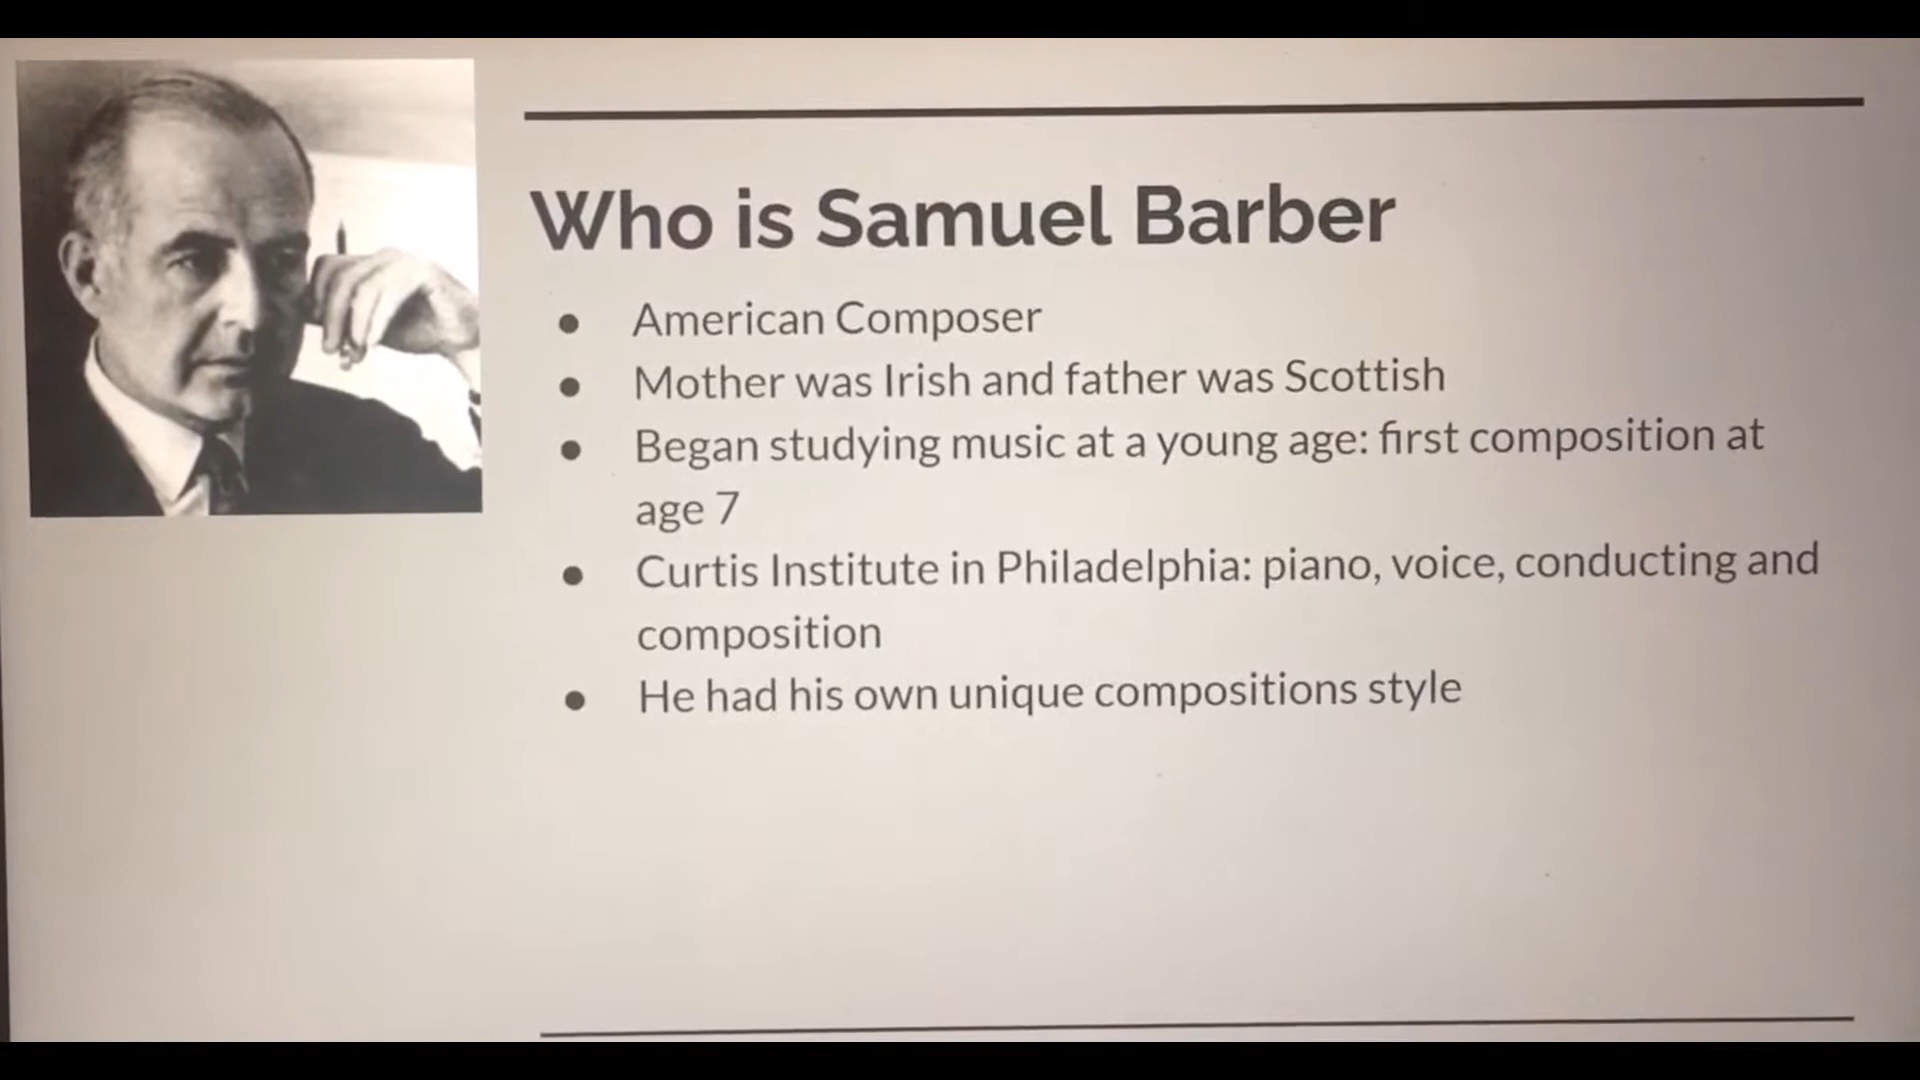 Who is Samuel Barber
● American Composer
● Mother was Irish and father was Scottish
● Began studying music at a young age: first composition at
age 7
● Curtis Institute in Philadelphia: piano, voice, conducting and
composition
● He had his own unique compositions style